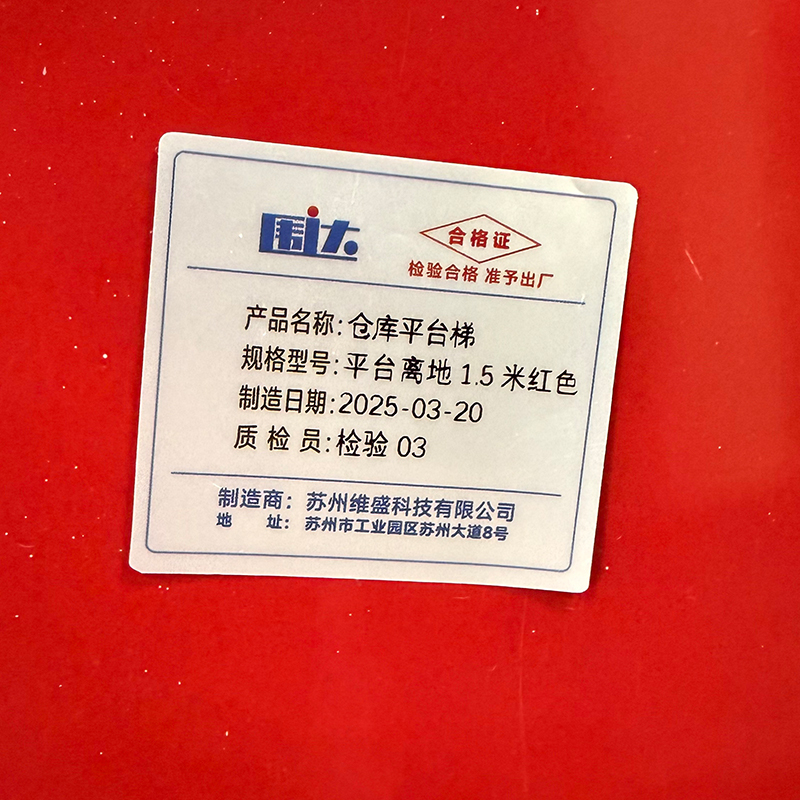 围达
合格证
检验合格 准予出厂
产品名称:仓库平台梯
规格型号:平台离地 1.5 米红色
制造日期:2025-03-20
质 检 员:检验 03
制造商: 苏州维盛科技有限公司
地 址: 苏州市工业园区苏州大道8号